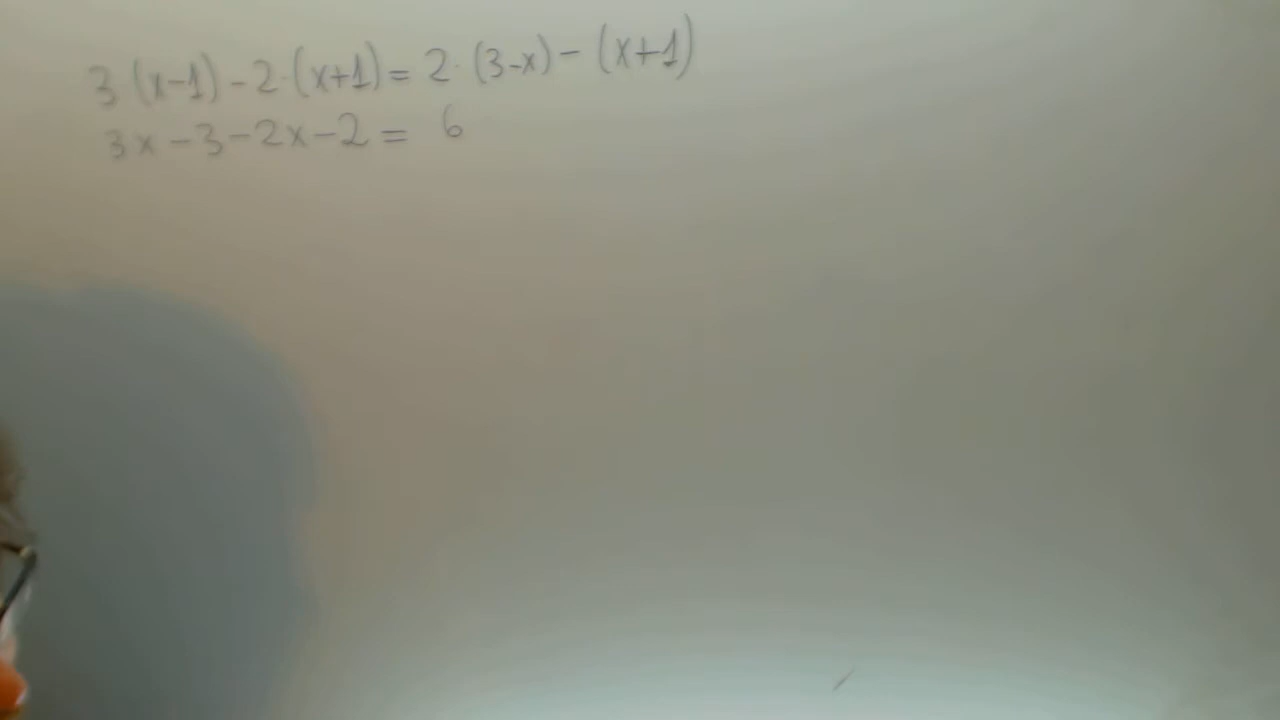 3(x-1)-2·(x+1)= 2·(3-x)-(x+1)
3x-3-2x-2= 6